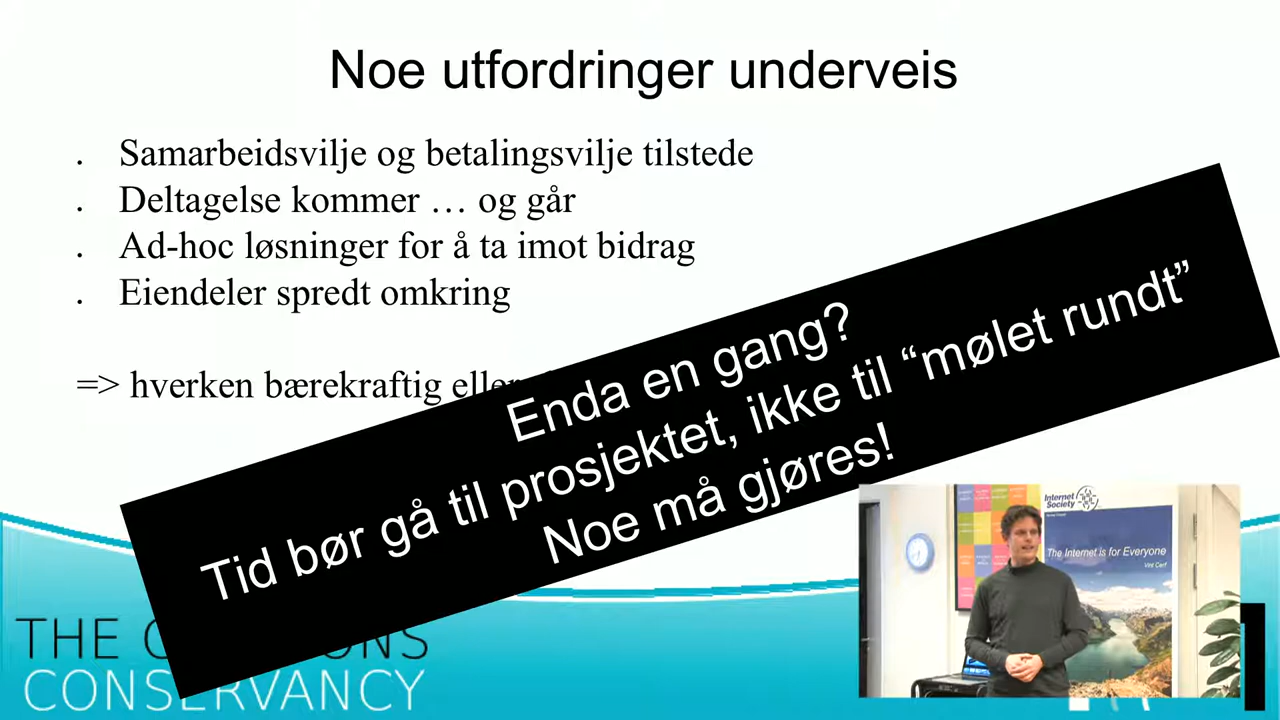 Noe utfordringer underveis
. Samarbeidsvilje og betalingsvilje tilstede
. Deltagelse kommer … og går
. Ad-hoc løsninger for å ta imot bidrag
. Eiendeler spredt omkring
=> hverken bærekraftig eller
Enda en gang?
Tid bør gå til prosjektet, ikke til “mølet rundt”
Noe må gjøres!
Internet
Society
The Internet is for Everyone
Vint Cerf
THE
CONSERVANCY